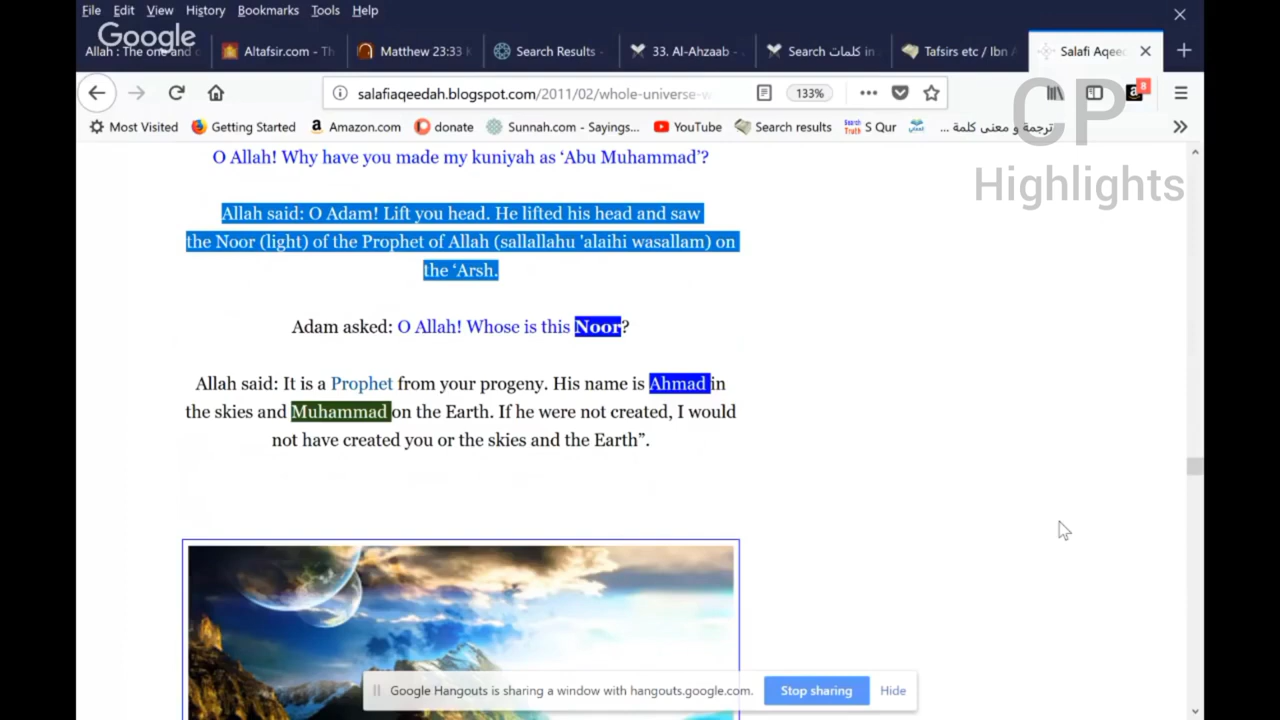 File Edit View History Bookmarks Tools Help
Google
Allah : The one and o
Altafsir.com - Th
Matthew 23:33 K
Search Results -
33. Al-Ahzaab -
Search كلمات in
Tafsirs etc / Ibn A
Salafi Aqeed
salafiaqeedah.blogspot.com/2011/02/whole-universe-w
133%
8
CP
Highlights
Most Visited Getting Started Amazon.com donate Sunnah.com - Sayings... YouTube Search results S Qur ترجمة و معنى كلمة ...
O Allah! Why have you made my kuniyah as ‘Abu Muhammad’?
Allah said: O Adam! Lift you head. He lifted his head and saw
the Noor (light) of the Prophet of Allah (sallallahu 'alaihi wasallam) on
the ‘Arsh.
Adam asked: O Allah! Whose is this Noor?
Allah said: It is a Prophet from your progeny. His name is Ahmad in
the skies and Muhammad on the Earth. If he were not created, I would
not have created you or the skies and the Earth”.
Google Hangouts is sharing a window with hangouts.google.com. Stop sharing Hide